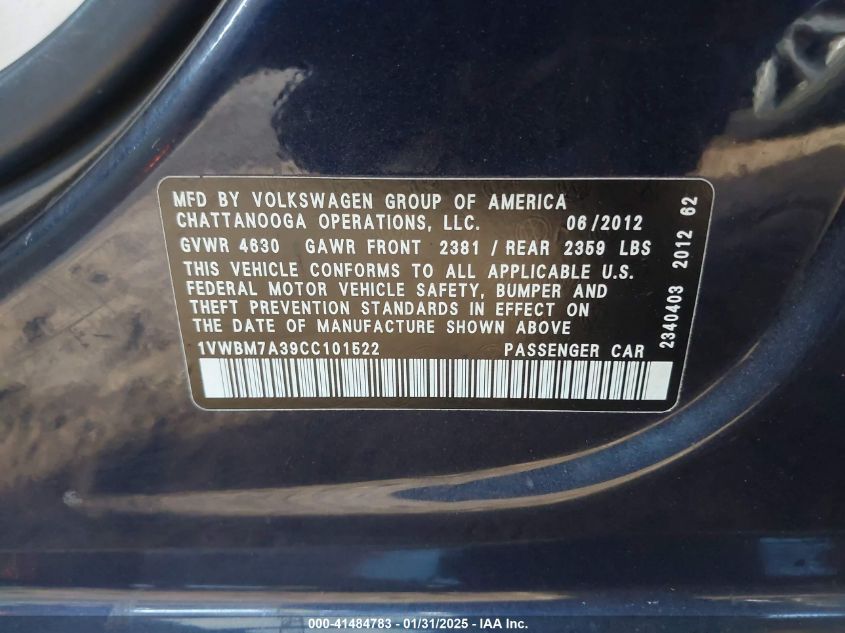 MFD BY VOLKSWAGEN GROUP OF AMERICA
CHATTANOOGA OPERATIONS, LLC. 06/2012
GVWR 4630 GAWR FRONT 2381 / REAR 2359 LBS
THIS VEHICLE CONFORMS TO ALL APPLICABLE U.S.
FEDERAL MOTOR VEHICLE SAFETY, BUMPER AND
THEFT PREVENTION STANDARDS IN EFFECT ON
THE DATE OF MANUFACTURE SHOWN ABOVE
1VWBM7A39CC101522 PASSENGER CAR
2340403 2012 62
000-41484783 - 01/31/2025 - IAA Inc.